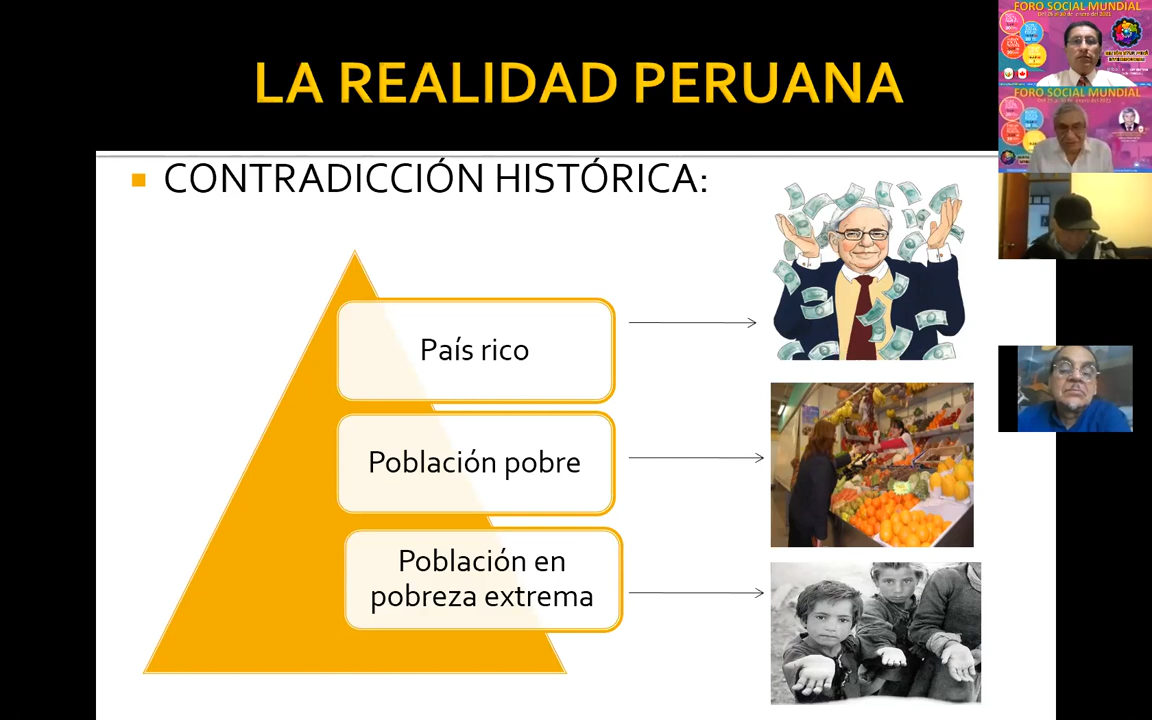 LA REALIDAD PERUANA
CONTRADICCIÓN HISTÓRICA:
País rico
Población pobre
Población en
pobreza extrema
FORO SOCIAL MUNDIAL
FORO SOCIAL MUNDIAL